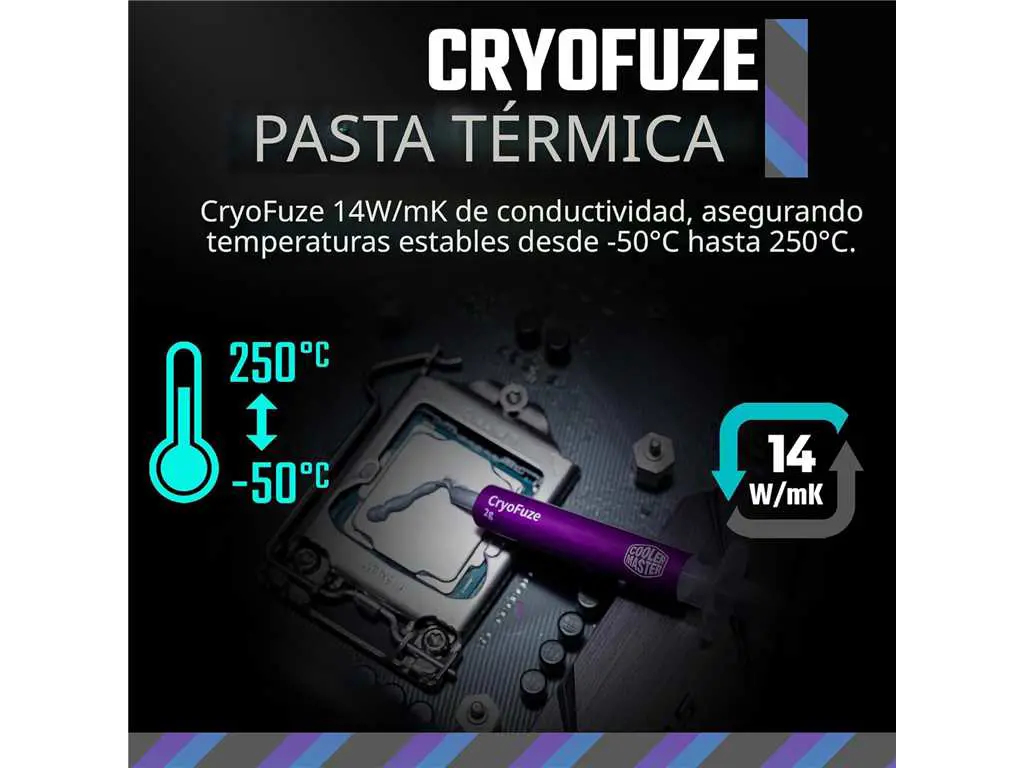 CRYOFUZE
PASTA TÉRMICA
CryoFuze 14W/mK de conductividad, asegurando
temperaturas estables desde -50°C hasta 250°C.
250°C
-50°C
14
W/mK
CryoFuze
2g
COOLER
MASTER